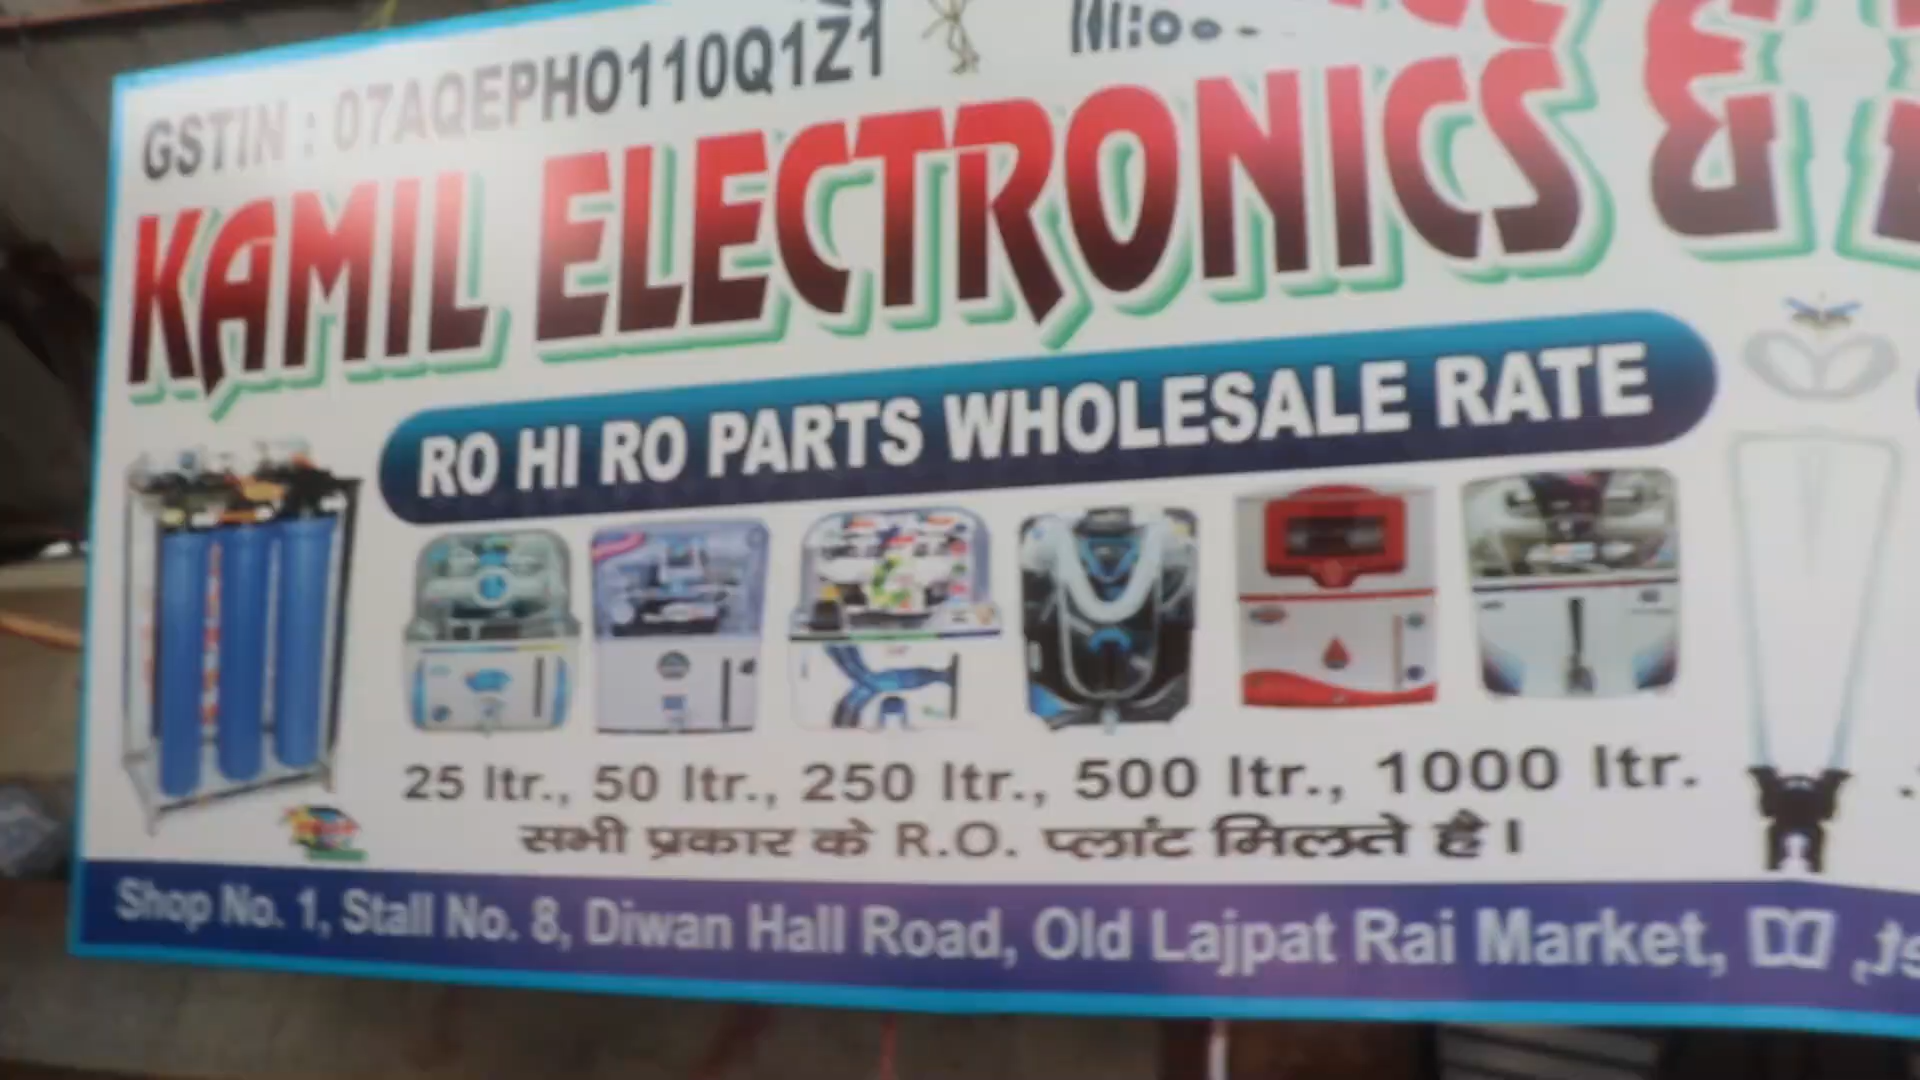 GSTIN : 07AQEPHO110Q1Z1
KAMIL ELECTRONICS &
RO HI RO PARTS WHOLESALE RATE
25 ltr., 50 ltr., 250 ltr., 500 ltr., 1000 ltr.
सभी प्रकार के R.O. प्लांट मिलते है।
Shop No. 1, Stall No. 8, Diwan Hall Road, Old Lajpat Rai Market,